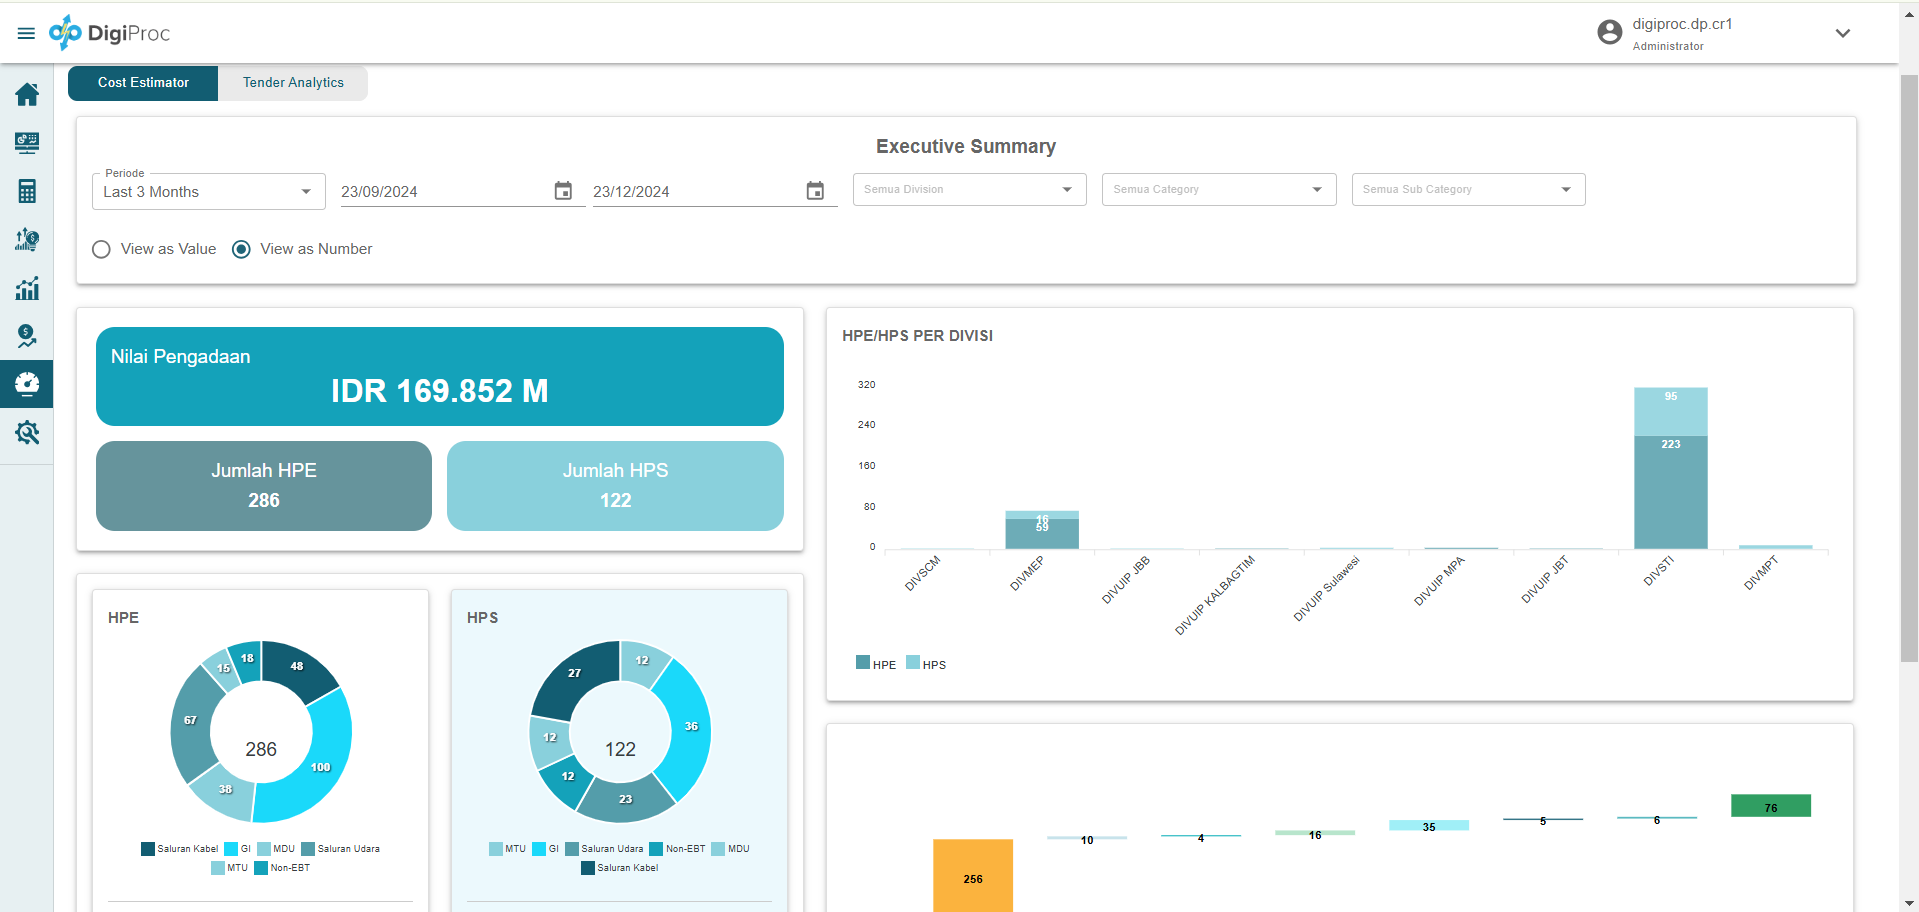 DigiProc
digiproc.dp.cr1
Administrator
Cost Estimator
Tender Analytics
Executive Summary
Periode
Last 3 Months
23/09/2024
23/12/2024
Semua Division
Semua Category
Semua Sub Category
View as Value
View as Number
Nilai Pengadaan
IDR 169.852 M
Jumlah HPE
286
Jumlah HPS
122
HPE/HPS PER DIVISI
320
240
160
80
0
95
223
16
59
DIVSCM
DIVMEP
DIVUIP JBB
DIVUIP KALBAGTIM
DIVUIP Sulawesi
DIVUIP MPA
DIVUIP JBT
DIVSTI
DIVMPT
HPE
HPS
HPE
18
48
15
67
286
100
38
Saluran Kabel
GI
MDU
Saluran Udara
MTU
Non-EBT
HPS
12
27
36
12
122
12
23
MTU
GI
Saluran Udara
Non-EBT
MDU
Saluran Kabel
256
10
4
16
35
5
6
76